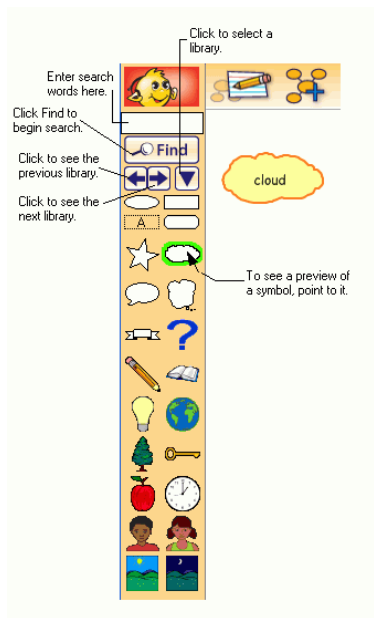 Click to select a
library.
Enter search
words here.
Click Find to
begin search.
Find
Click to see the
previous library.
Click to see the
next library.
A
cloud
To see a preview of
a symbol, point to it.